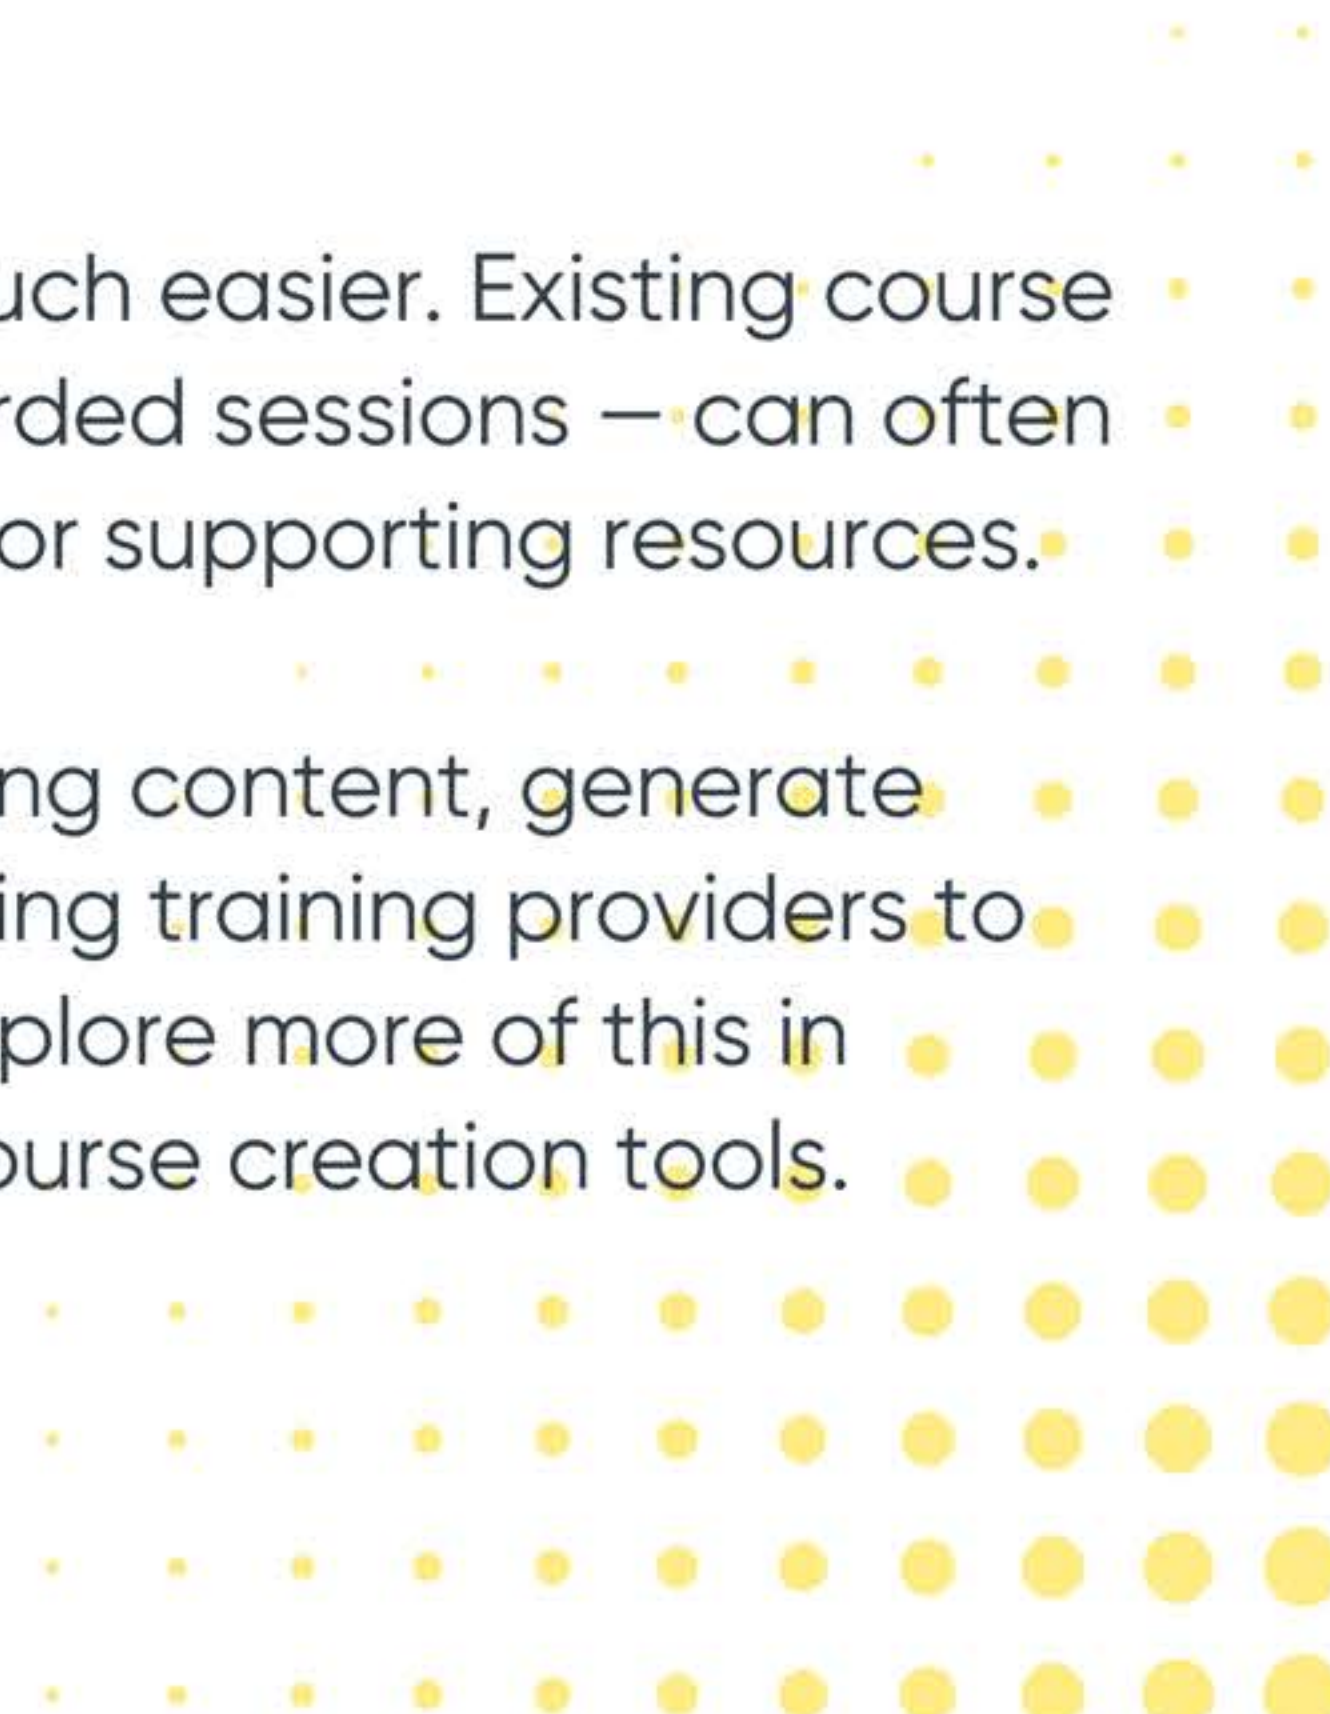 uch easier. Existing course
rded sessions — can often
or supporting resources.
ng content, generate
ing training providers to
plore more of this in
ourse creation tools.